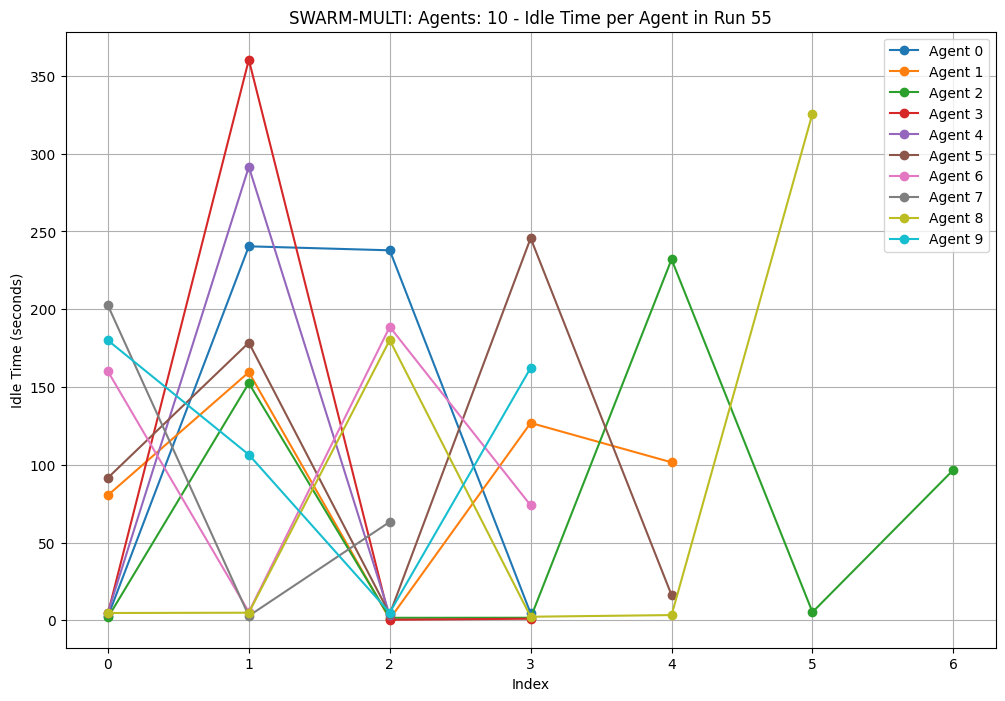 SWARM-MULTI: Agents: 10 - Idle Time per Agent in Run 55
Idle Time (seconds)
350
300
250
200
150
100
50
0
0 1 2 3 4 5 6
Index
Agent 0
Agent 1
Agent 2
Agent 3
Agent 4
Agent 5
Agent 6
Agent 7
Agent 8
Agent 9